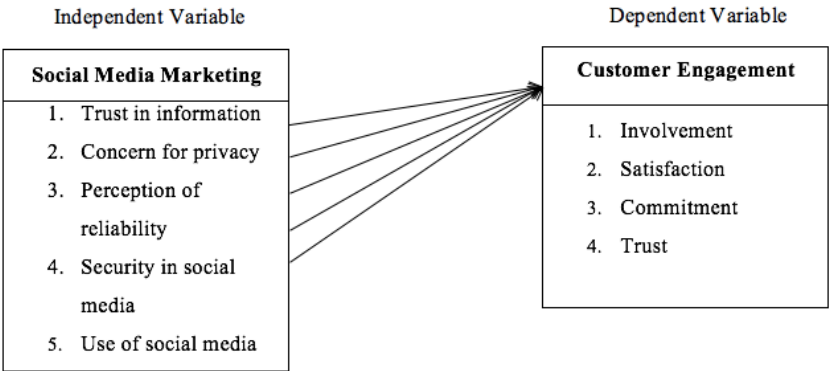 Independent Variable
Social Media Marketing
1. Trust in information
2. Concern for privacy
3. Perception of
reliability
4. Security in social
media
5. Use of social media
Dependent Variable
Customer Engagement
1. Involvement
2. Satisfaction
3. Commitment
4. Trust